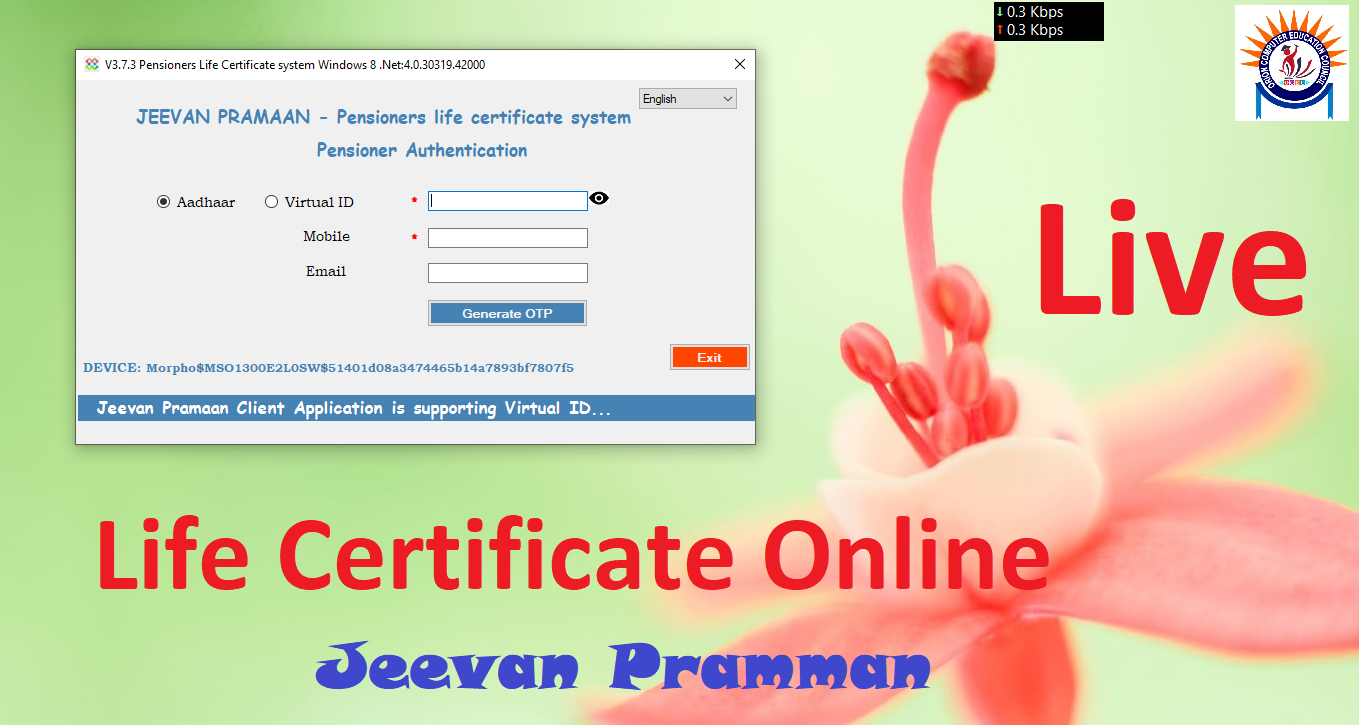 ↓ 0.3 Kbps
↑ 0.3 Kbps
ORION COMPUTER EDUCATION COUNCIL
V3.7.3 Pensioners Life Certificate system Windows 8 .Net:4.0.30319.42000
English
JEEVAN PRAMAAN - Pensioners life certificate system
Pensioner Authentication
Aadhaar Virtual ID *
Mobile *
Email
Generate OTP
Exit
DEVICE: Morpho$MSO1300E2L0SW$51401d08a3474465b14a7893bf7807f5
Jeevan Pramaan Client Application is supporting Virtual ID...
Live
Life Certificate Online
Jeevan Pramman